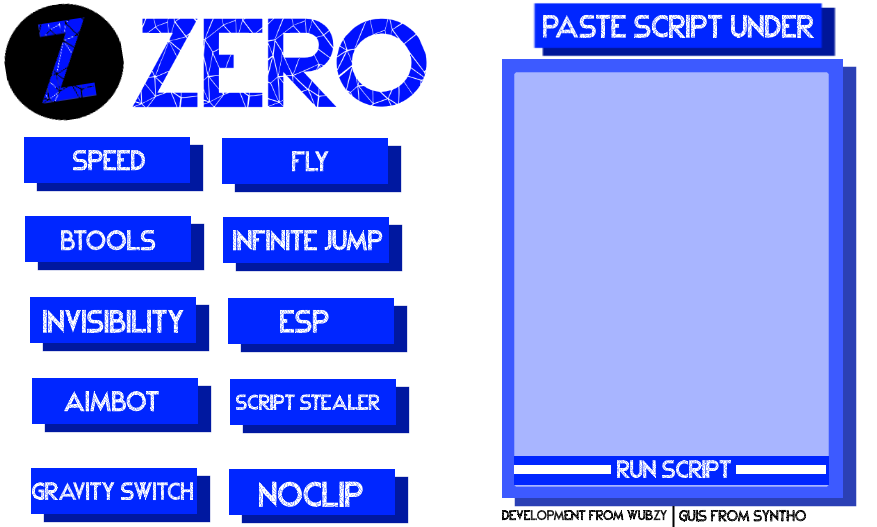 Z ZERO
SPEED
FLY
BTOOLS
INFINITE JUMP
INVISIBILITY
ESP
AIMBOT
SCRIPT STEALER
GRAVITY SWITCH
NOCLIP
PASTE SCRIPT UNDER
RUN SCRIPT
DEVELOPMENT FROM WUBZY | GUIS FROM SYNTHO